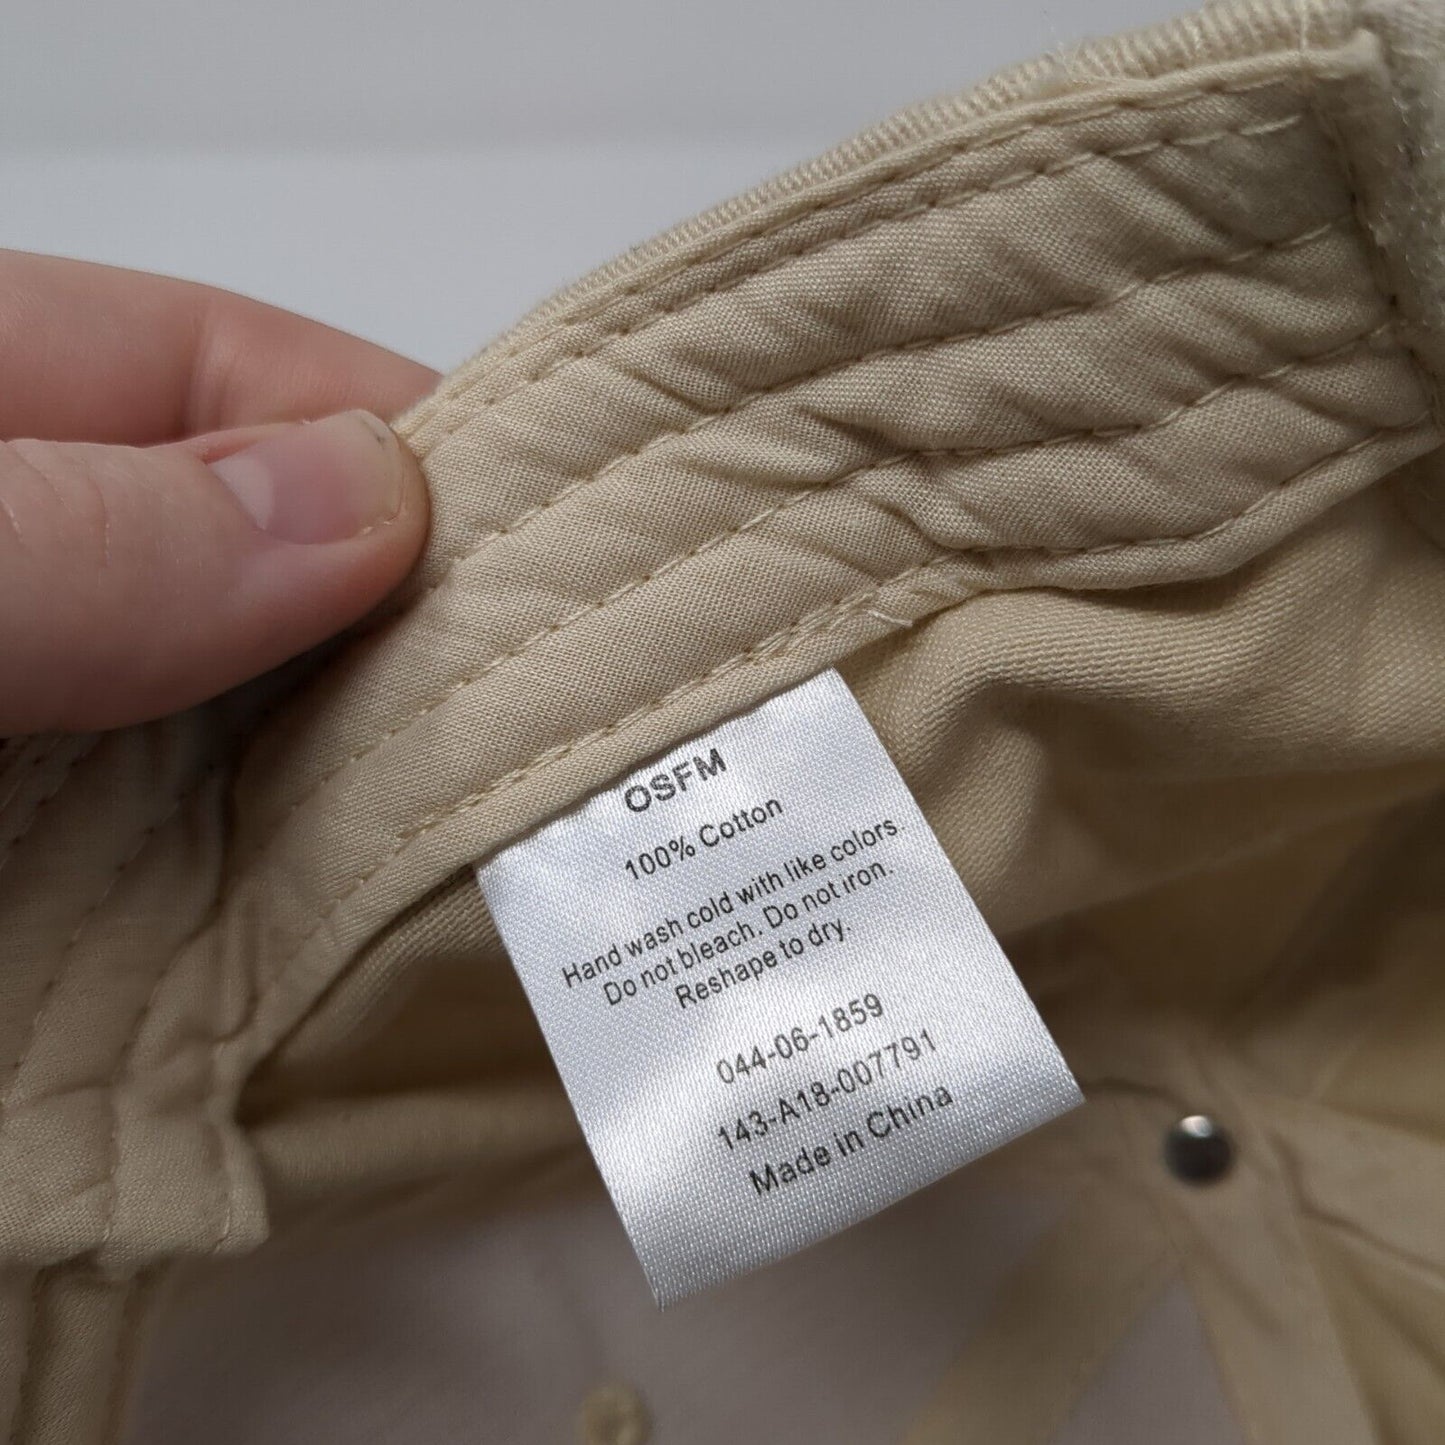 OSFM
100% Cotton
Hand wash cold with like colors.
Do not bleach. Do not iron.
Reshape to dry.
044-06-1859
143-A18-007791
Made in China